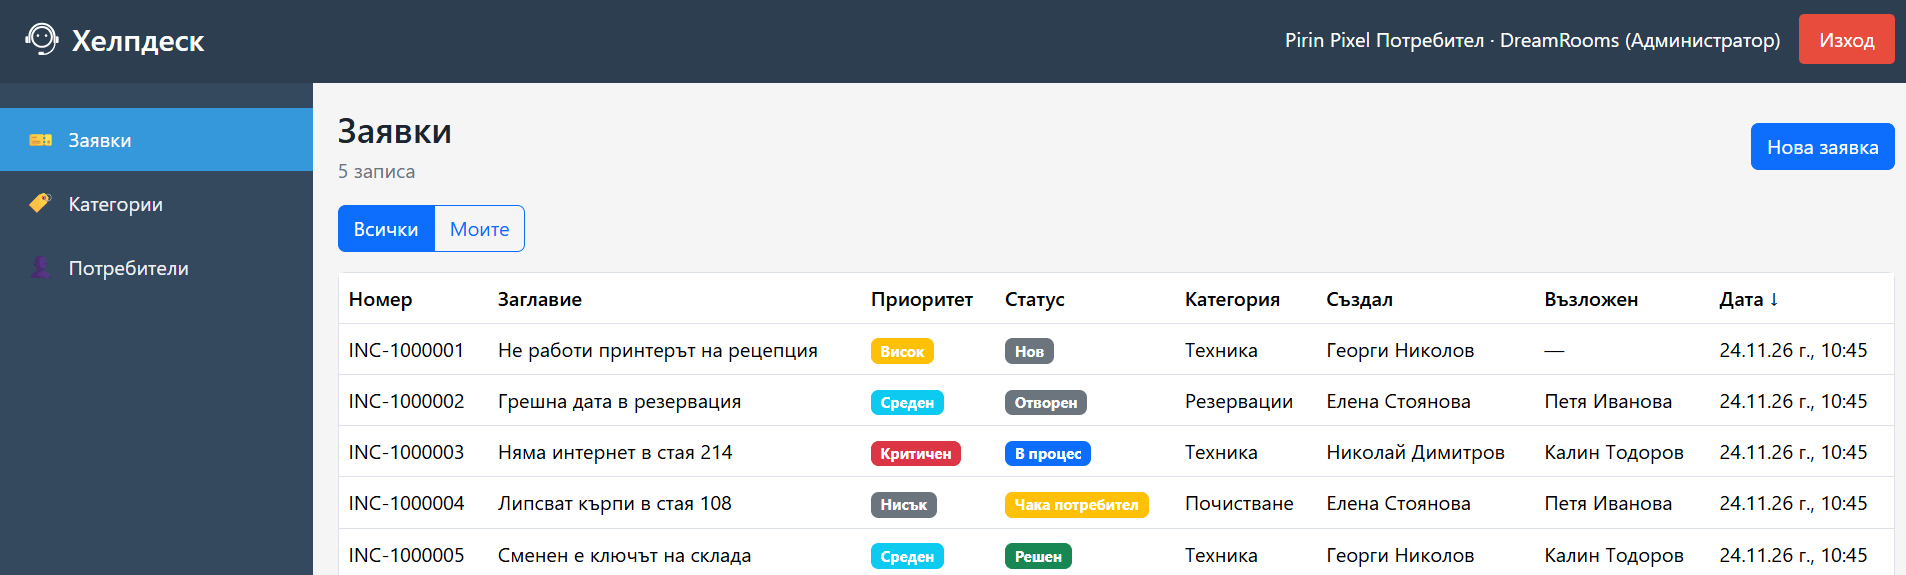 Хелпдеск
Pirin Pixel Потребител · DreamRooms (Администратор)
Изход
Заявки
Категории
Потребители
Заявки
5 записа
Нова заявка
Всички Моите
Номер Заглавие Приоритет Статус Категория Създал Възложен Дата ↓
INC-1000001 Не работи принтерът на рецепция Висок Нов Техника Георги Николов — 24.11.26 г., 10:45
INC-1000002 Грешна дата в резервация Среден Отворен Резервации Елена Стоянова Петя Иванова 24.11.26 г., 10:45
INC-1000003 Няма интернет в стая 214 Критичен В процес Техника Николай Димитров Калин Тодоров 24.11.26 г., 10:45
INC-1000004 Липсват кърпи в стая 108 Нисък Чака потребител Почистване Елена Стоянова Петя Иванова 24.11.26 г., 10:45
INC-1000005 Сменен е ключът на склада Среден Решен Техника Георги Николов Калин Тодоров 24.11.26 г., 10:45